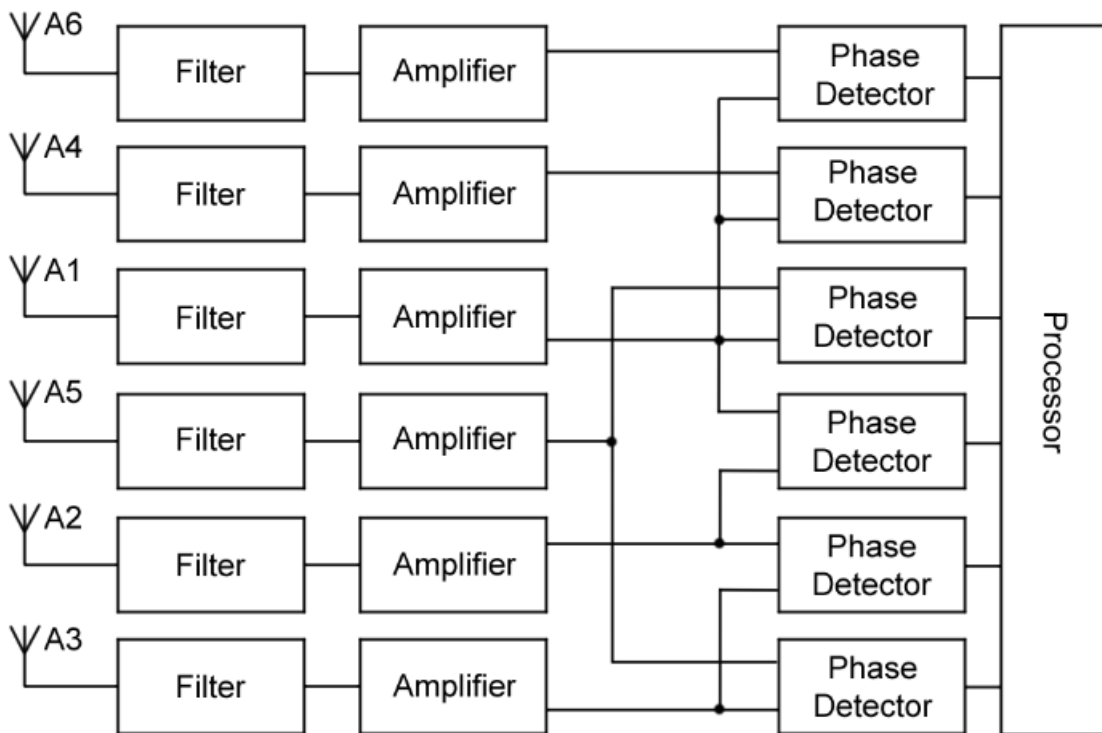 A6
Filter
Amplifier
Phase
Detector
A4
Filter
Amplifier
Phase
Detector
A1
Filter
Amplifier
Phase
Detector
A5
Filter
Amplifier
Phase
Detector
A2
Filter
Amplifier
Phase
Detector
A3
Filter
Amplifier
Phase
Detector
Processor